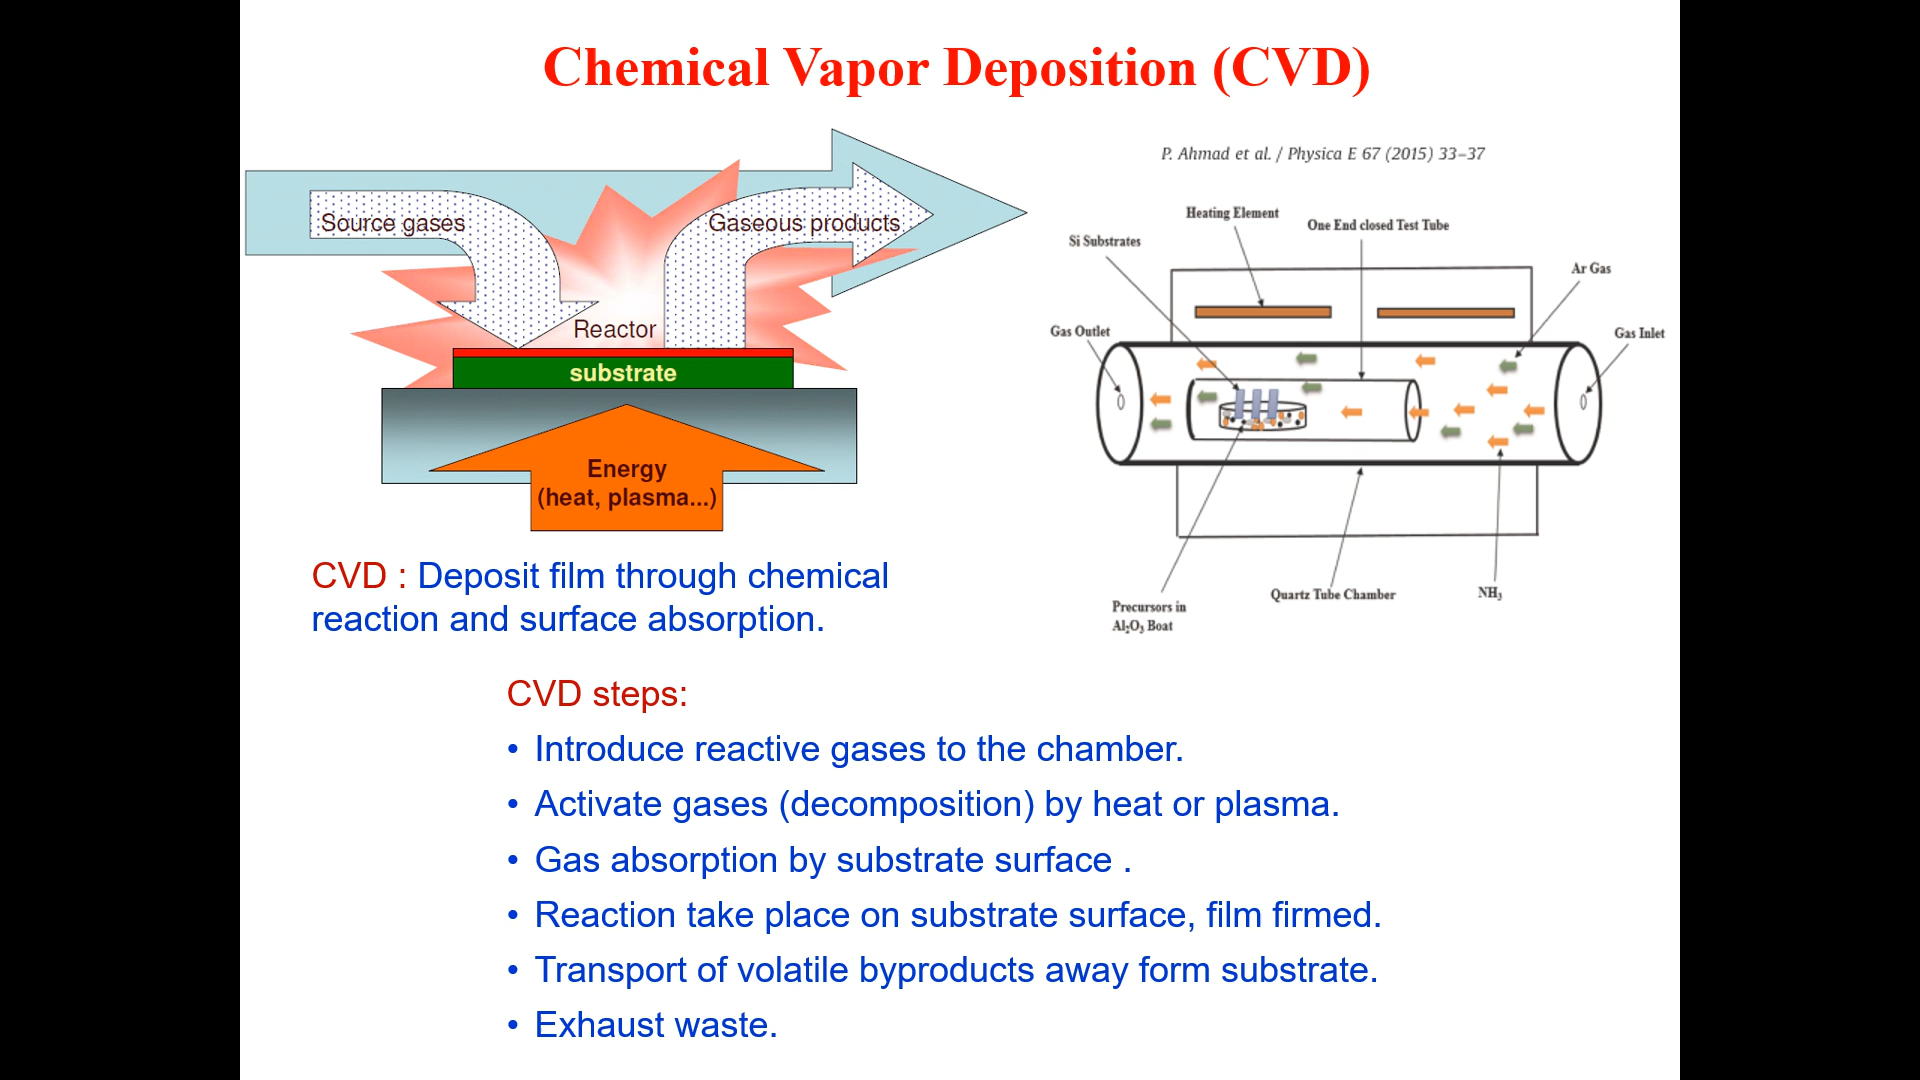 Chemical Vapor Deposition (CVD)
Source gases
Gaseous products
Reactor
substrate
Energy
(heat, plasma...)
P. Ahmad et al. / Physica E 67 (2015) 33–37
Heating Element
One End closed Test Tube
Si Substrates
Ar Gas
Gas Outlet
Gas Inlet
Quartz Tube Chamber
NH₃
Precursors in
Al₂O₃ Boat
CVD : Deposit film through chemical
reaction and surface absorption.
CVD steps:
• Introduce reactive gases to the chamber.
• Activate gases (decomposition) by heat or plasma.
• Gas absorption by substrate surface .
• Reaction take place on substrate surface, film firmed.
• Transport of volatile byproducts away form substrate.
• Exhaust waste.